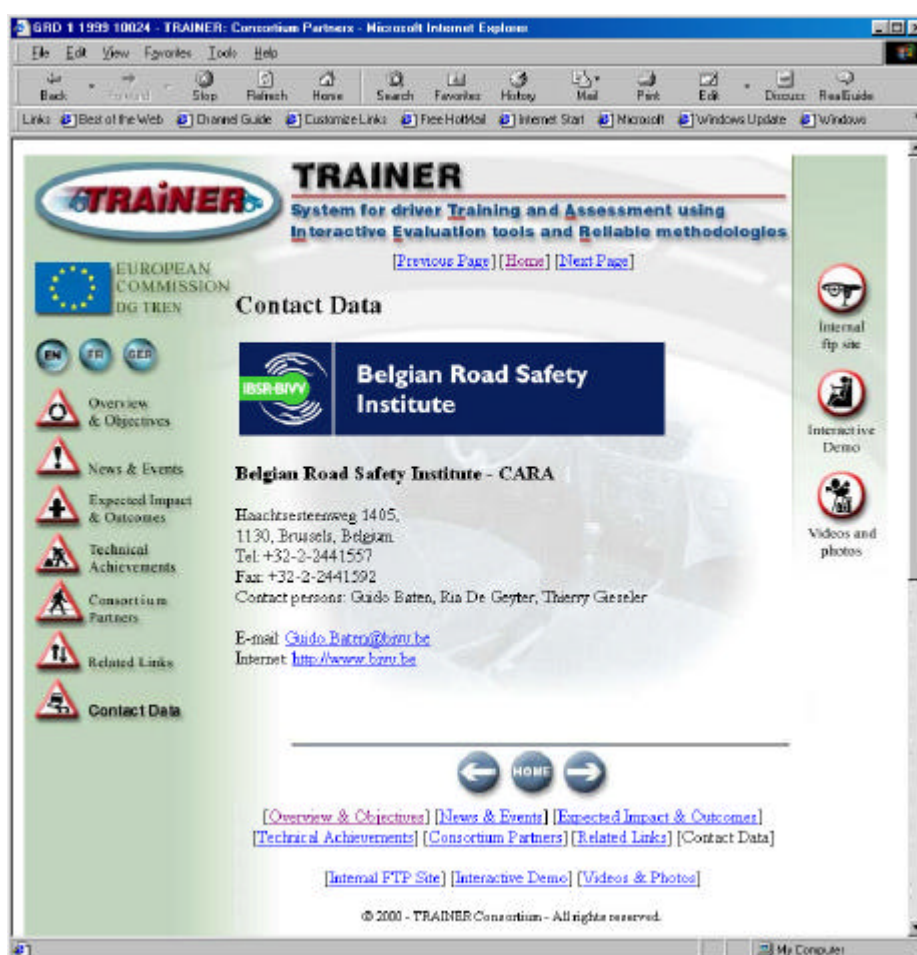 GRD 1 1999 10024 - TRAINER: Consortium Partners - Microsoft Internet Explorer
File Edit View Favorites Tools Help
Back Forward Stop Refresh Home Search Favorites History Mail Print Edit Discuss RealGuide
Links Best of the Web Channel Guide Customize Links Free HotMail Internet Start Microsoft Windows Update Windows
TRAiNER
TRAINER
System for driver Training and Assessment using
Interactive Evaluation tools and Reliable methodologies
[Previous Page] [Home] [Next Page]
EUROPEAN
COMMISSION
DG TREN
EN FR GER
Overview
& Objectives
News & Events
Expected Impact
& Outcomes
Technical
Achievements
Consortium
Partners
Related Links
Contact Data
Contact Data
IBSR-BIVV
Belgian Road Safety
Institute
Belgian Road Safety Institute - CARA
Haachtsesteenweg 1405,
1130, Brussels, Belgium
Tel: +32-2-2441557
Fax: +32-2-2441592
Contact persons: Guido Baten, Ria De Geyter, Thierry Gieseler
E-mail: Guido.Baten@bivv.be
Internet: http://www.bivv.be
Internal
ftp site
Interactive
Demo
Videos and
photos
HOME
[Overview & Objectives] [News & Events] [Expected Impact & Outcomes]
[Technical Achievements] [Consortium Partners] [Related Links] [Contact Data]
[Internal FTP Site] [Interactive Demo] [Videos & Photos]
© 2000 - TRAINER Consortium - All rights reserved.
My Computer